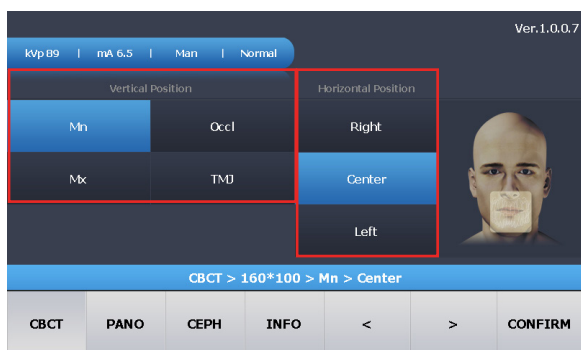 Ver.1.0.0.7
kVp 89 | mA 6.5 | Man | Normal
Vertical Position Horizontal Position
Mn Occl Right
Mx TMJ Center
Left
CBCT > 160*100 > Mn > Center
CBCT PANO CEPH INFO < > CONFIRM